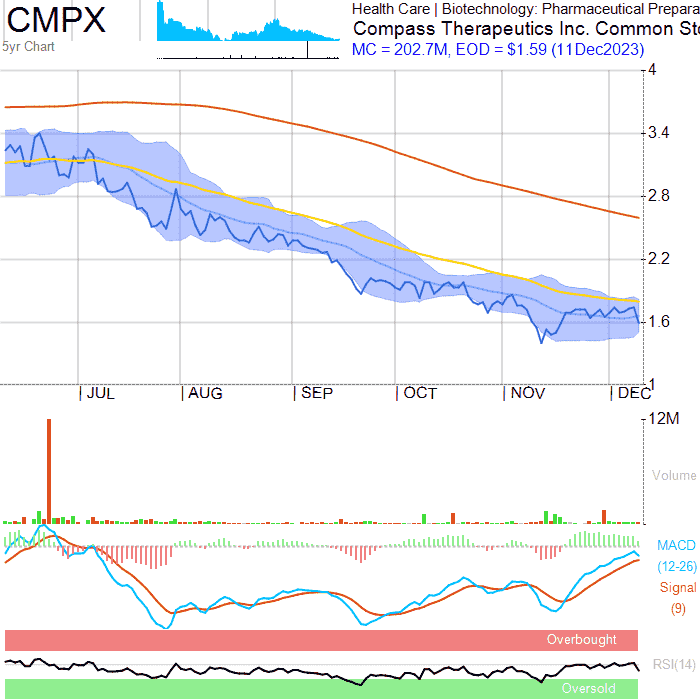 CMPX
5yr Chart
Health Care | Biotechnology: Pharmaceutical Prepara
Compass Therapeutics Inc. Common Sto
MC = 202.7M, EOD = $1.59 (11Dec2023)
4
3.4
2.8
2.2
1.6
1
JUL
AUG
SEP
OCT
NOV
DEC
12M
Volume
MACD
(12-26)
Signal
(9)
Overbought
RSI(14)
Oversold